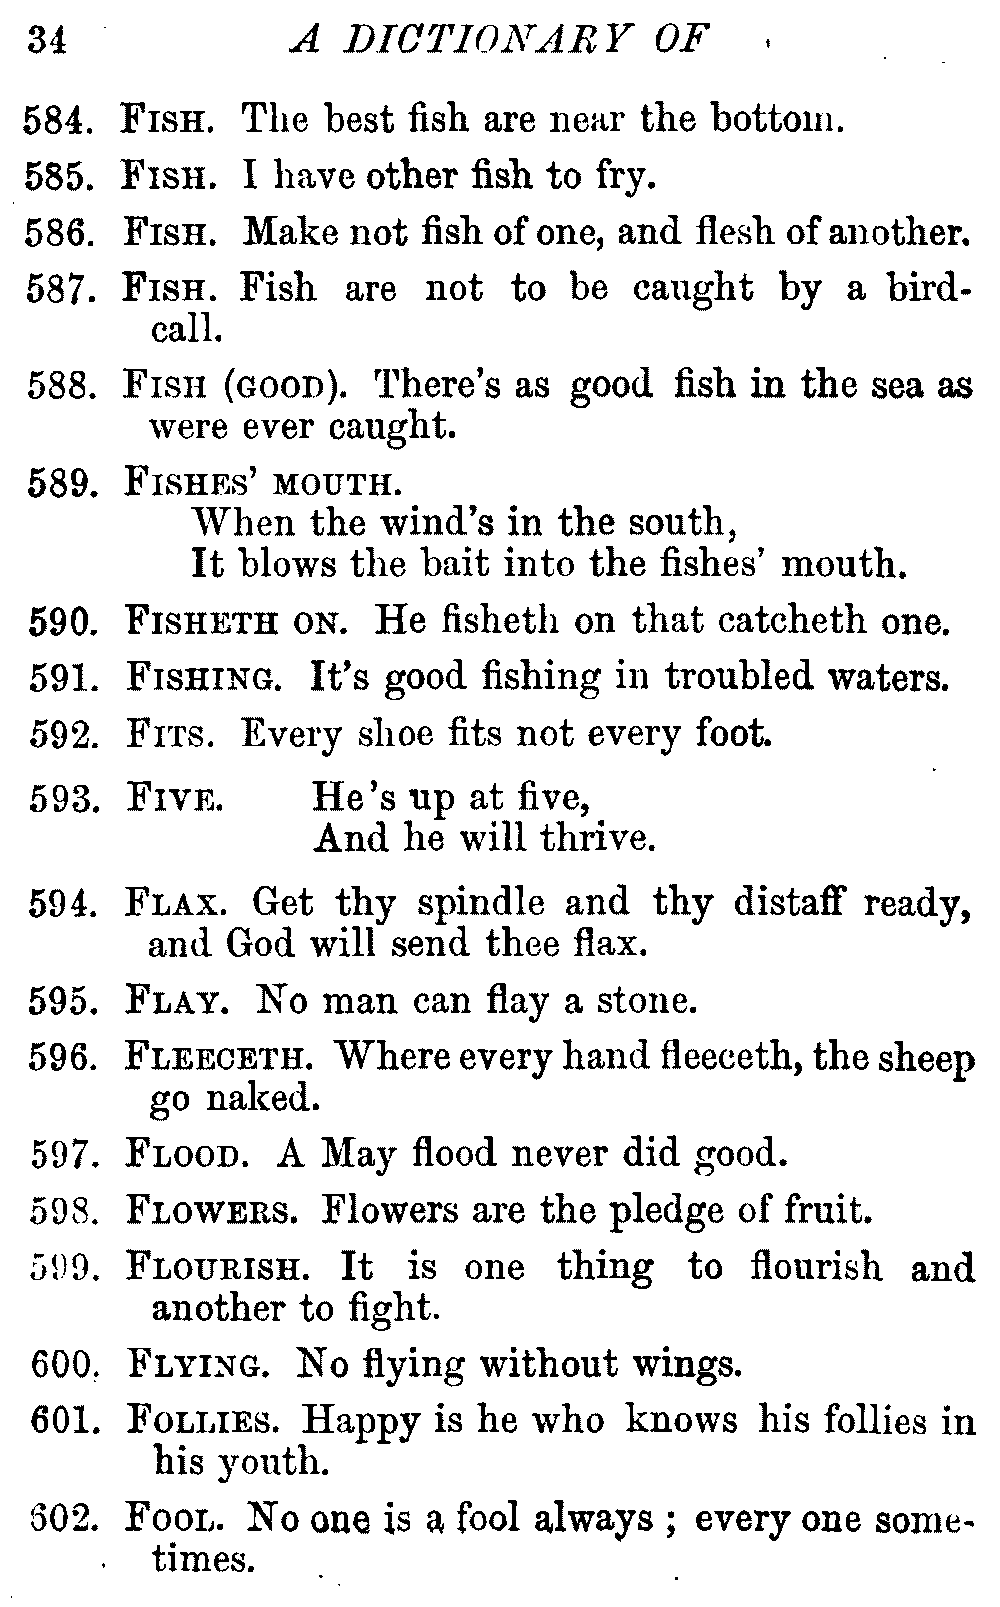 34 A DICTIONARY OF
584. FISH. The best fish are near the bottom.
585. FISH. I have other fish to fry.
586. FISH. Make not fish of one, and flesh of another.
587. FISH. Fish are not to be caught by a bird-
call.
588. FISH (GOOD). There's as good fish in the sea as
were ever caught.
589. FISHES' MOUTH.
When the wind's in the south,
It blows the bait into the fishes' mouth.
590. FISHETH ON. He fisheth on that catcheth one.
591. FISHING. It's good fishing in troubled waters.
592. FITS. Every shoe fits not every foot.
593. FIVE. He's up at five,
And he will thrive.
594. FLAX. Get thy spindle and thy distaff ready,
and God will send thee flax.
595. FLAY. No man can flay a stone.
596. FLEECETH. Where every hand fleeceth, the sheep
go naked.
597. FLOOD. A May flood never did good.
598. FLOWERS. Flowers are the pledge of fruit.
599. FLOURISH. It is one thing to flourish and
another to fight.
600. FLYING. No flying without wings.
601. FOLLIES. Happy is he who knows his follies in
his youth.
602. FOOL. No one is a fool always ; every one some-
times.